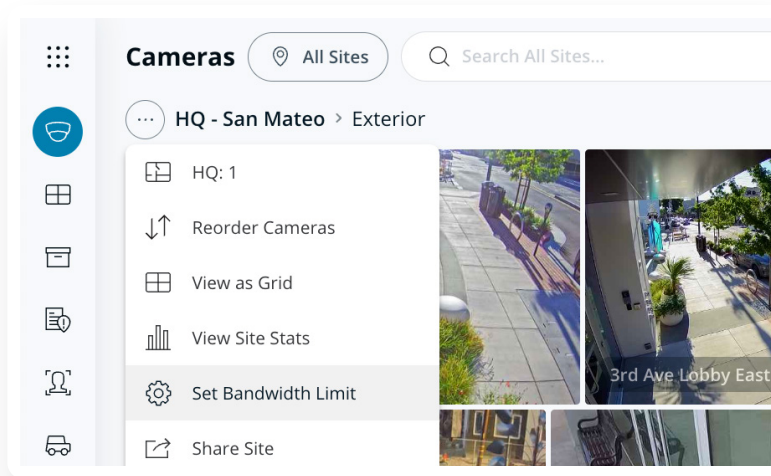 Cameras
All Sites
Search All Sites...
HQ - San Mateo > Exterior
HQ: 1
Reorder Cameras
View as Grid
View Site Stats
Set Bandwidth Limit
Share Site
3rd Ave Lobby East